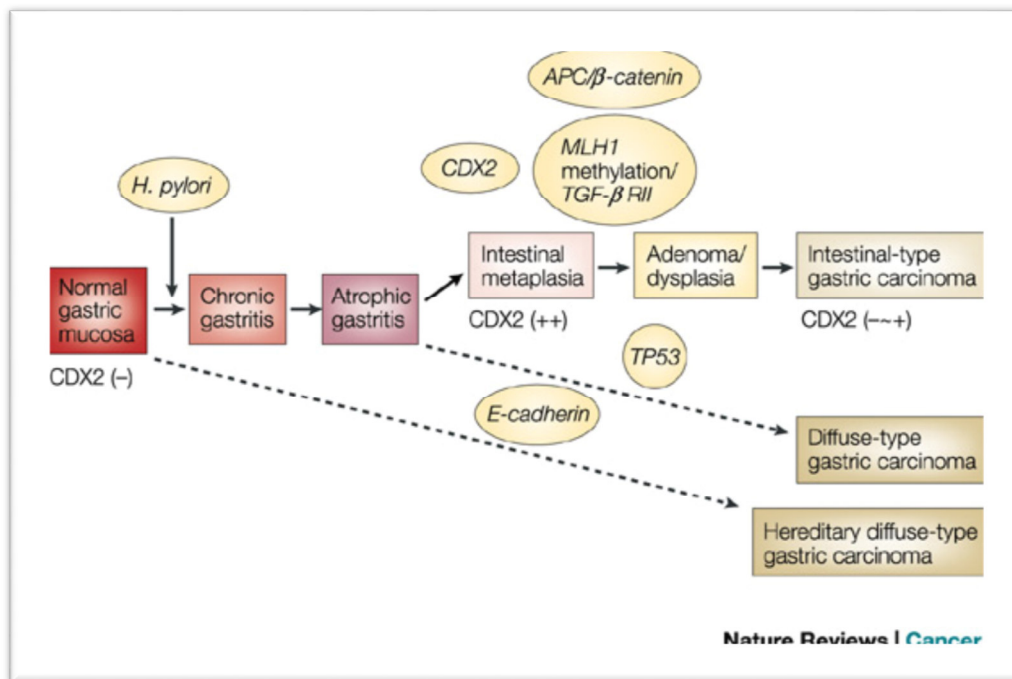 APC/β-catenin
CDX2
MLH1
methylation/
TGF-β RII
H. pylori
Normal
gastric
mucosa
CDX2 (–)
Chronic
gastritis
Atrophic
gastritis
Intestinal
metaplasia
CDX2 (++)
Adenoma/
dysplasia
Intestinal-type
gastric carcinoma
CDX2 (–~+)
TP53
E-cadherin
Diffuse-type
gastric carcinoma
Hereditary diffuse-type
gastric carcinoma
Nature Reviews | Cancer